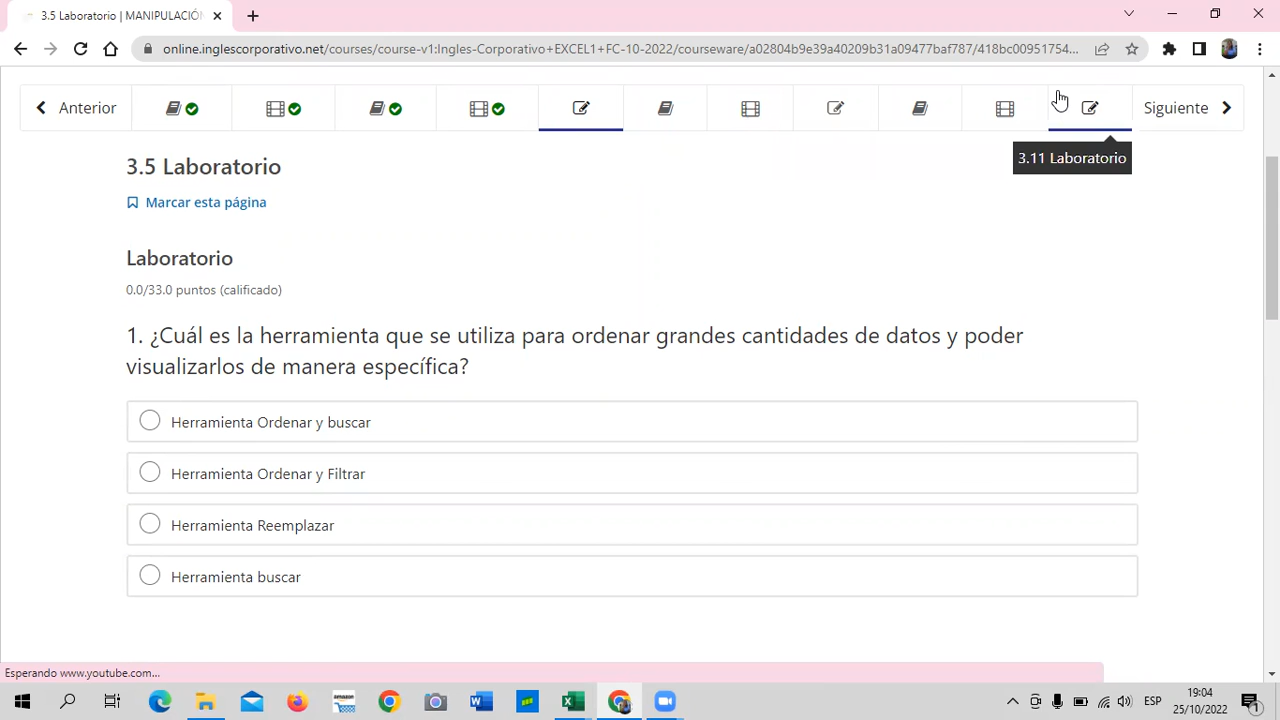 3.5 Laboratorio | MANIPULACIÓN
online.inglescorporativo.net/courses/course-v1:Ingles-Corporativo+EXCEL1+FC-10-2022/courseware/a02804b9e39a40209b31a09477baf787/418bc00951754...
Anterior
Siguiente
3.11 Laboratorio
3.5 Laboratorio
Marcar esta página
Laboratorio
0.0/33.0 puntos (calificado)
1. ¿Cuál es la herramienta que se utiliza para ordenar grandes cantidades de datos y poder
visualizarlos de manera específica?
Herramienta Ordenar y buscar
Herramienta Ordenar y Filtrar
Herramienta Reemplazar
Herramienta buscar
Esperando www.youtube.com...
ESP
19:04
25/10/2022